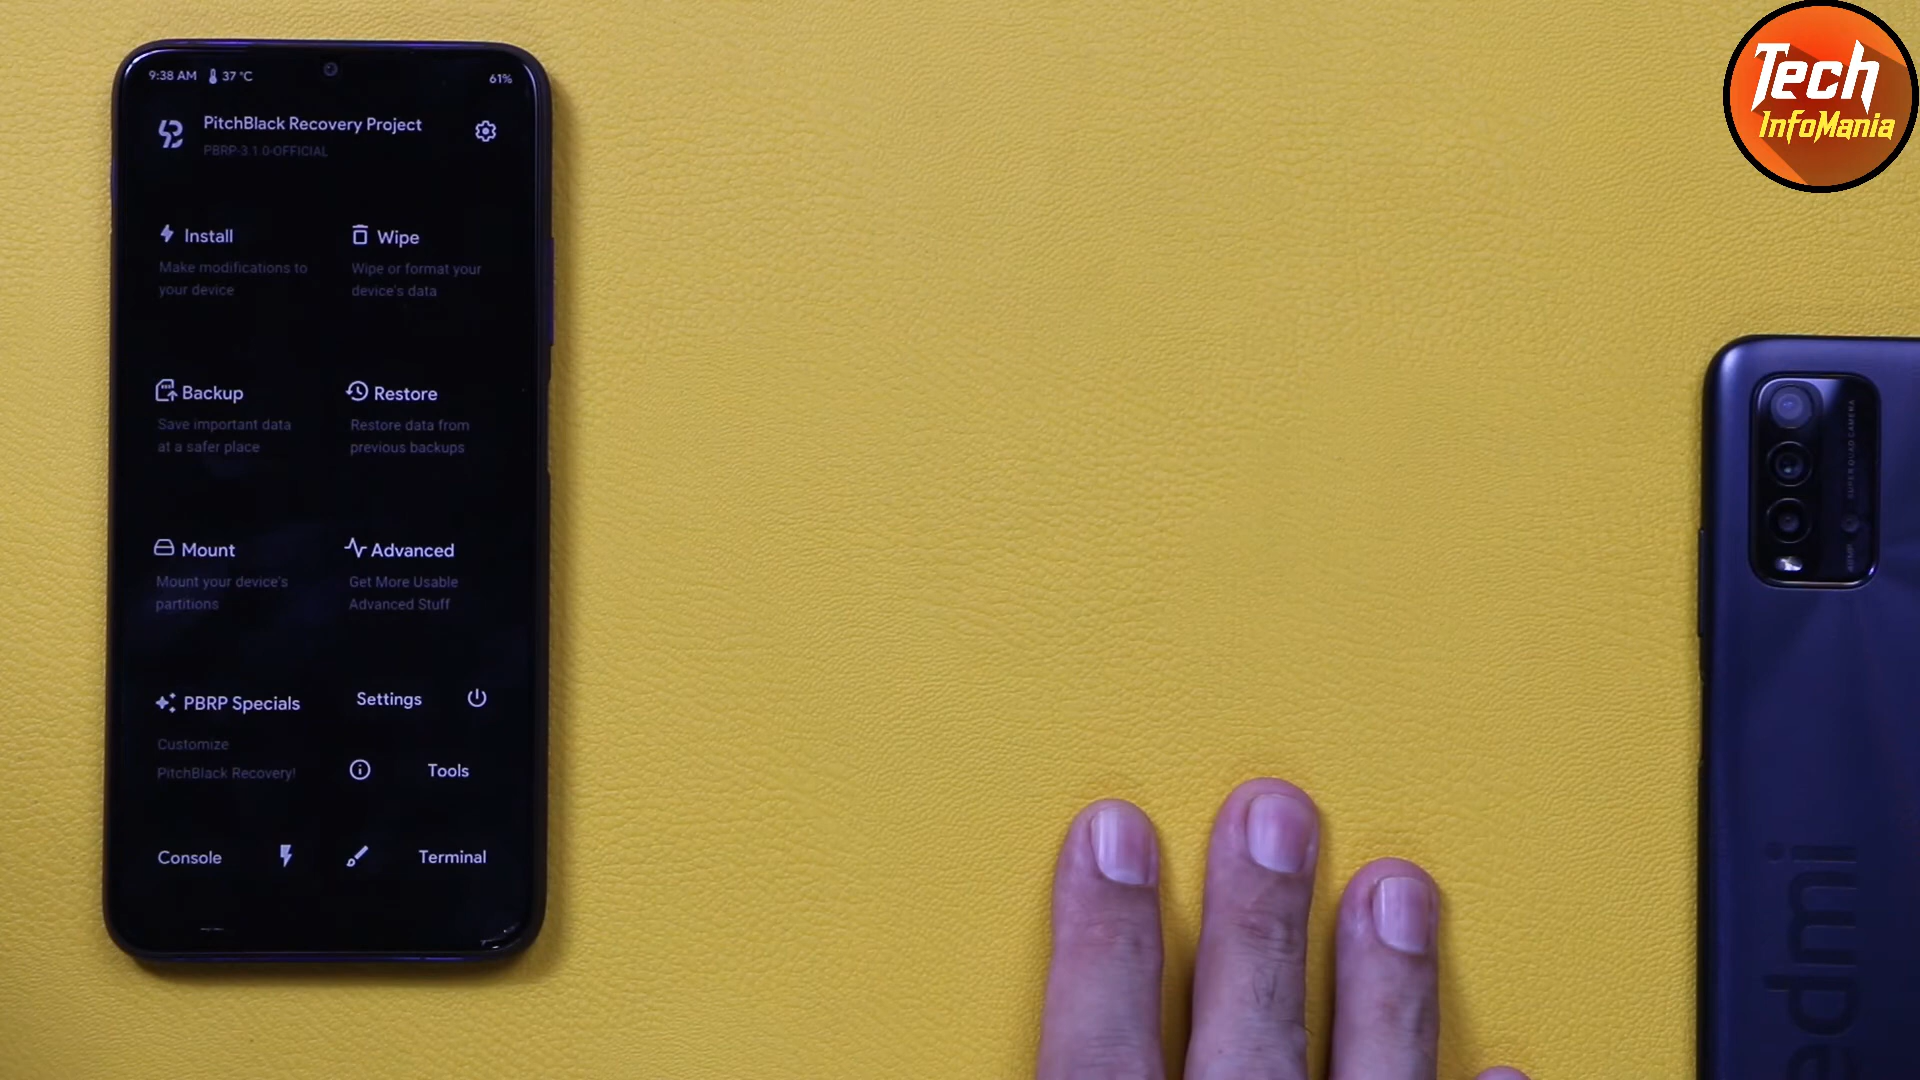 9:38 AM 37 °C 61%
PitchBlack Recovery Project
PBRP-3.1.0-OFFICIAL
Install
Make modifications to
your device
Wipe
Wipe or format your
device's data
Backup
Save important data
at a safer place
Restore
Restore data from
previous backups
Mount
Mount your device's
partitions
Advanced
Get More Usable
Advanced Stuff
PBRP Specials
Customize
PitchBlack Recovery!
Settings
Tools
Console
Terminal
Tech
InfoMania
SUPER QUAD CAMERA
edmi